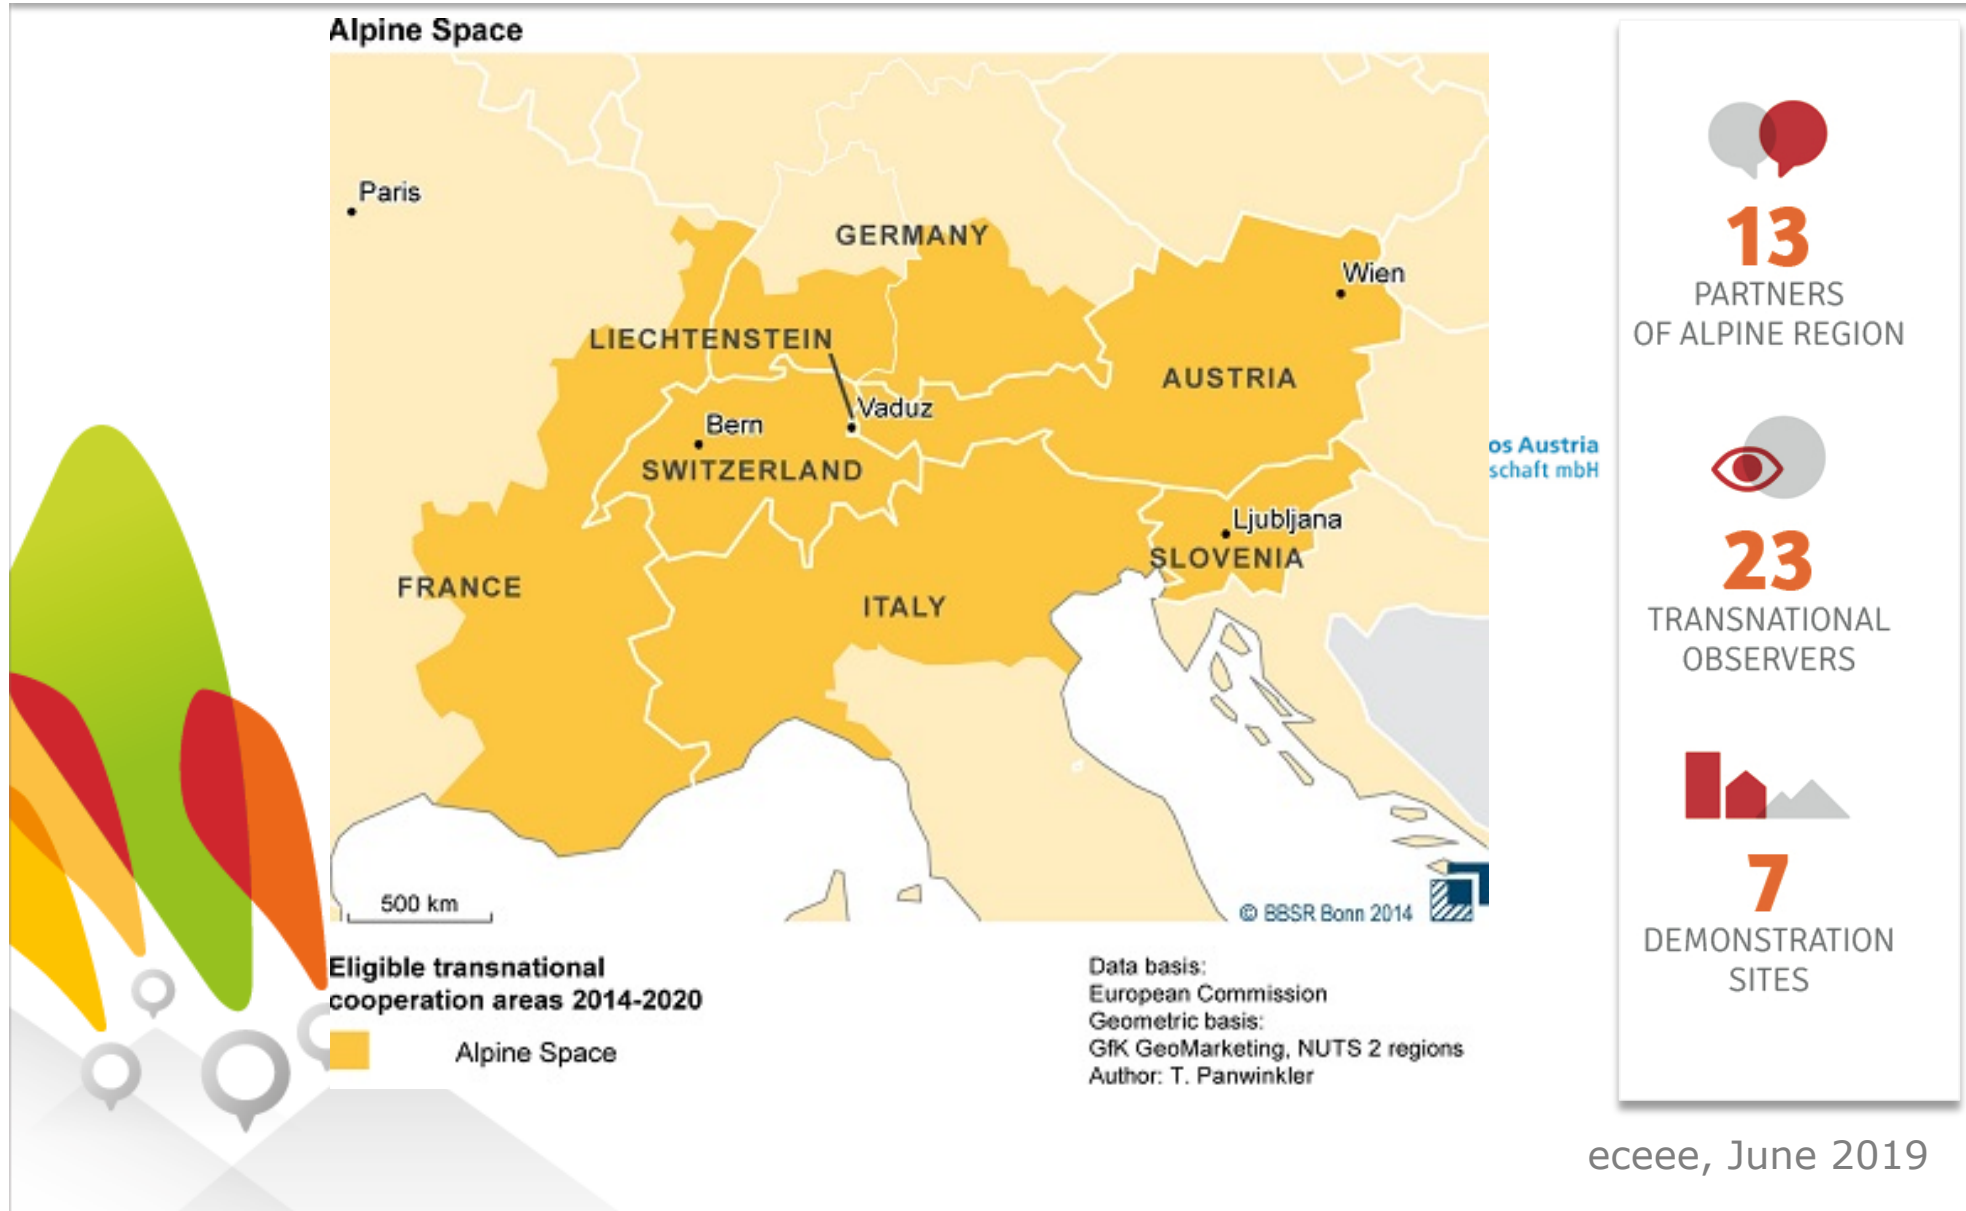 Alpine Space
Paris
GERMANY
Wien
LIECHTENSTEIN
AUSTRIA
Vaduz
Bern
SWITZERLAND
Ljubljana
SLOVENIA
FRANCE
ITALY
500 km
© BBSR Bonn 2014
Eligible transnational
cooperation areas 2014-2020
Alpine Space
Data basis:
European Commission
Geometric basis:
GfK GeoMarketing, NUTS 2 regions
Author: T. Panwinkler
os Austria
schaft mbH
13
PARTNERS
OF ALPINE REGION
23
TRANSNATIONAL
OBSERVERS
7
DEMONSTRATION
SITES
eceee, June 2019